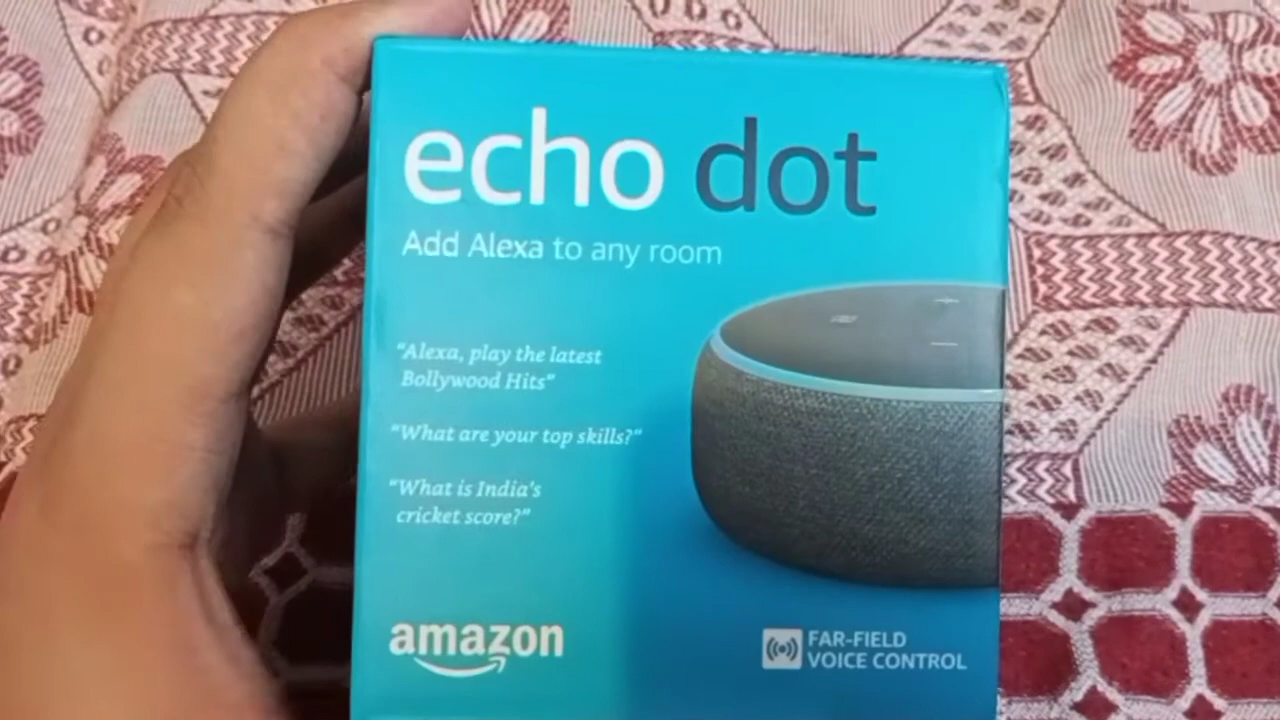 echo dot
Add Alexa to any room
“Alexa, play the latest
Bollywood Hits”
“What are your top skills?”
“What is India's
cricket score?”
amazon
FAR-FIELD
VOICE CONTROL